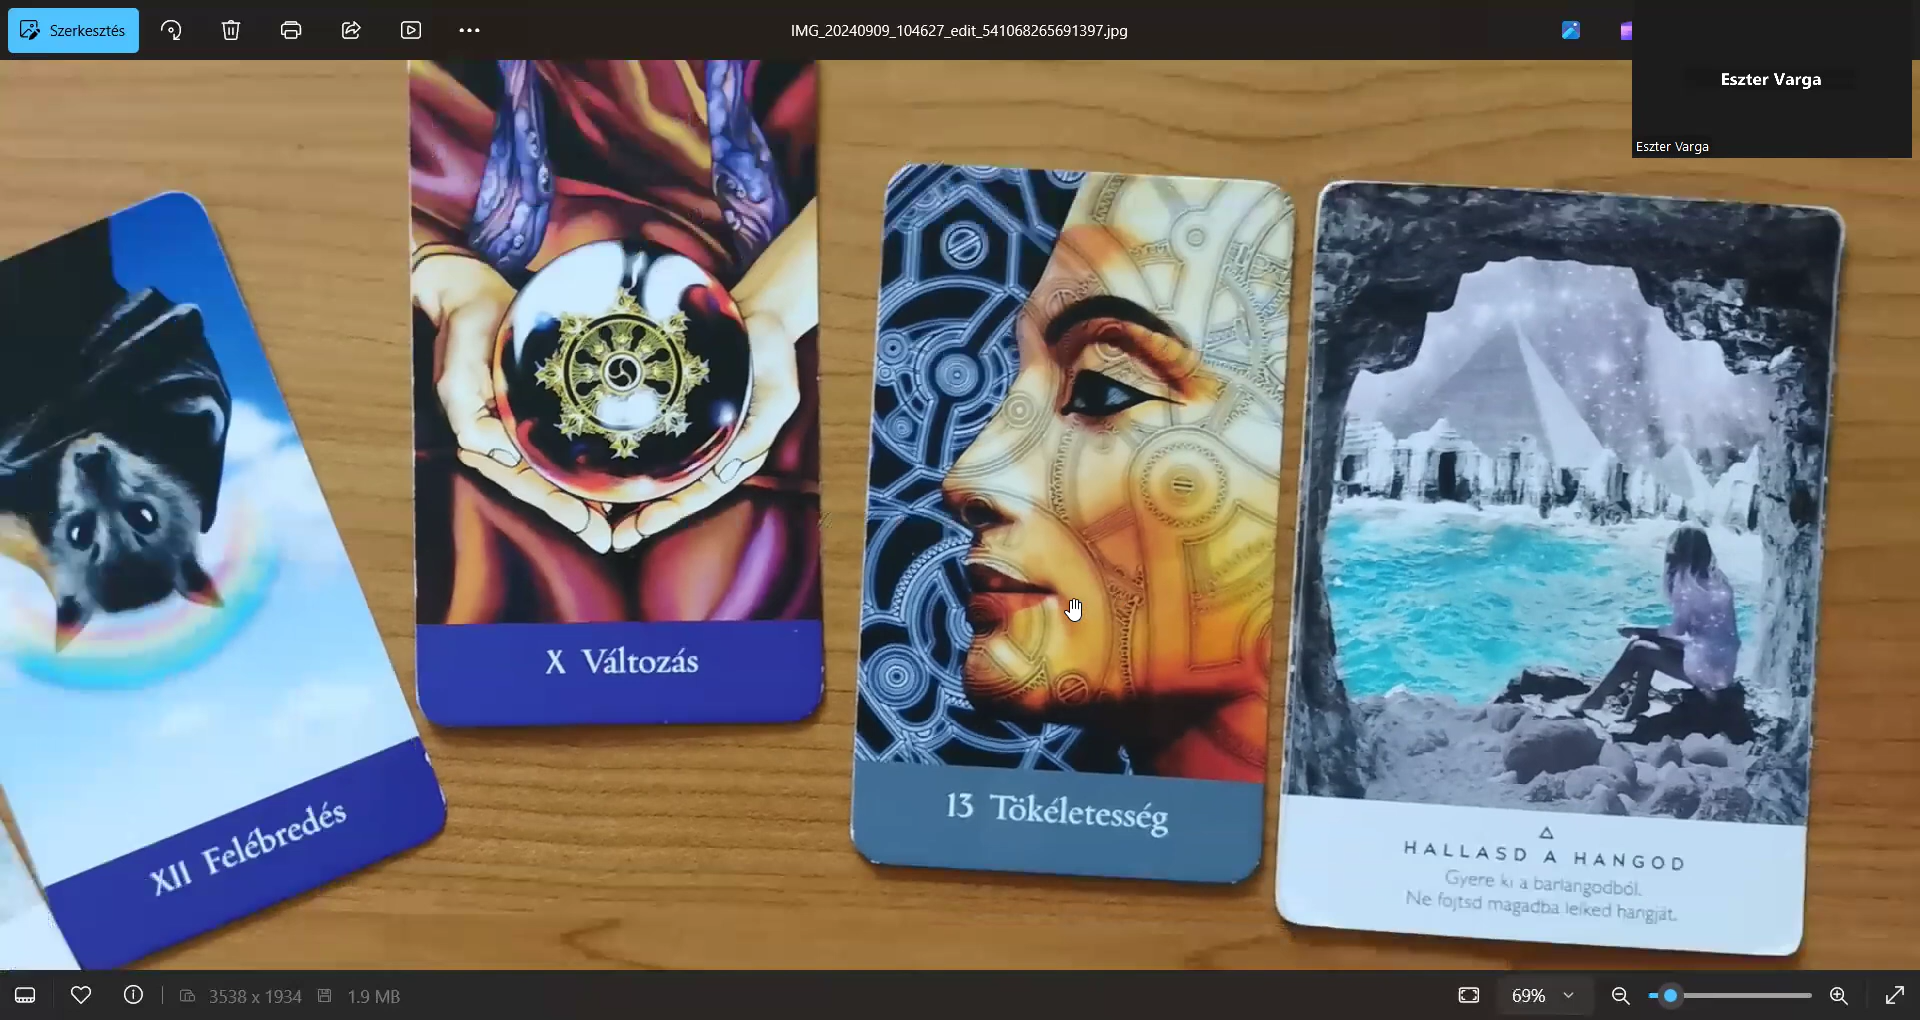 Szerkesztés
IMG_20240909_104627_edit_541068265691397.jpg
Eszter Varga
Eszter Varga
XII Felébredés
X Változás
13 Tökéletesség
HALLASD A HANGOD
Gyere ki a barlangodból.
Ne fojtsd magadba lelked hangját.
3538 x 1934
1.9 MB
69%